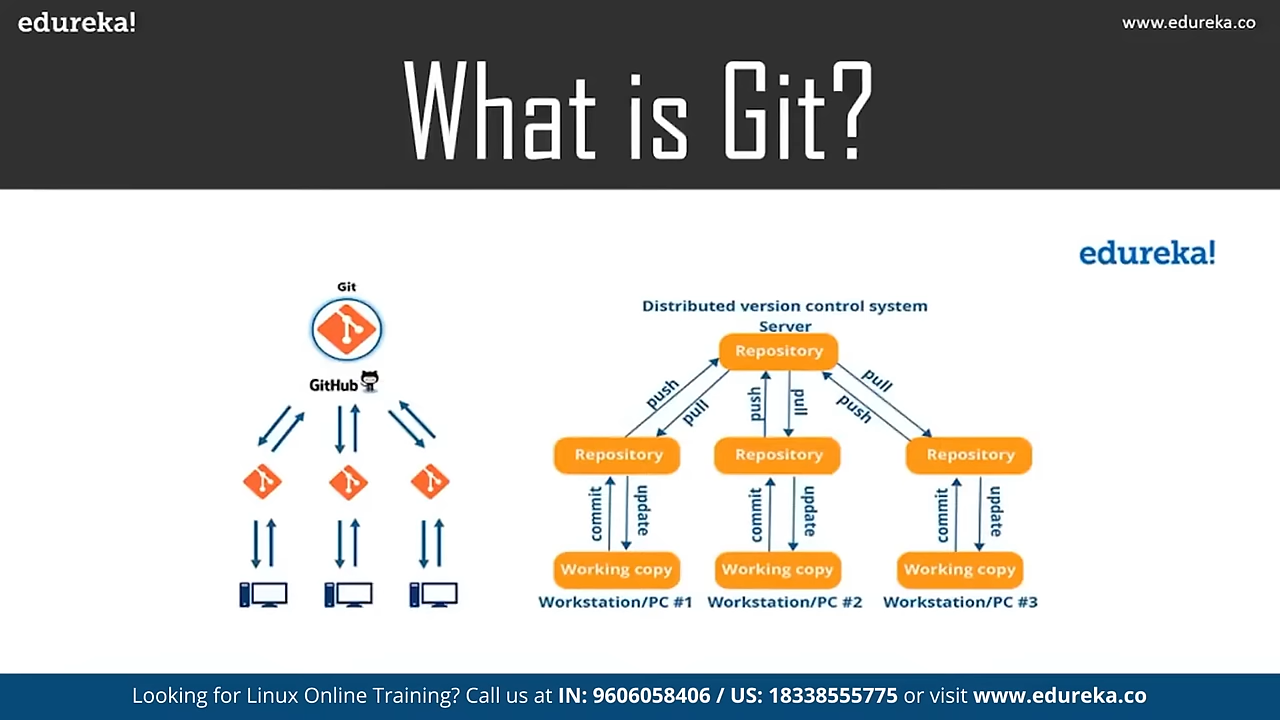 edureka!
www.edureka.co
What is Git?
edureka!
Git
GitHub
Distributed version control system
Server
Repository
push
pull
push
pull
pull
push
Repository
Repository
Repository
commit
update
commit
update
commit
update
Working copy
Working copy
Working copy
Workstation/PC #1
Workstation/PC #2
Workstation/PC #3
Looking for Linux Online Training? Call us at IN: 9606058406 / US: 18338555775 or visit www.edureka.co